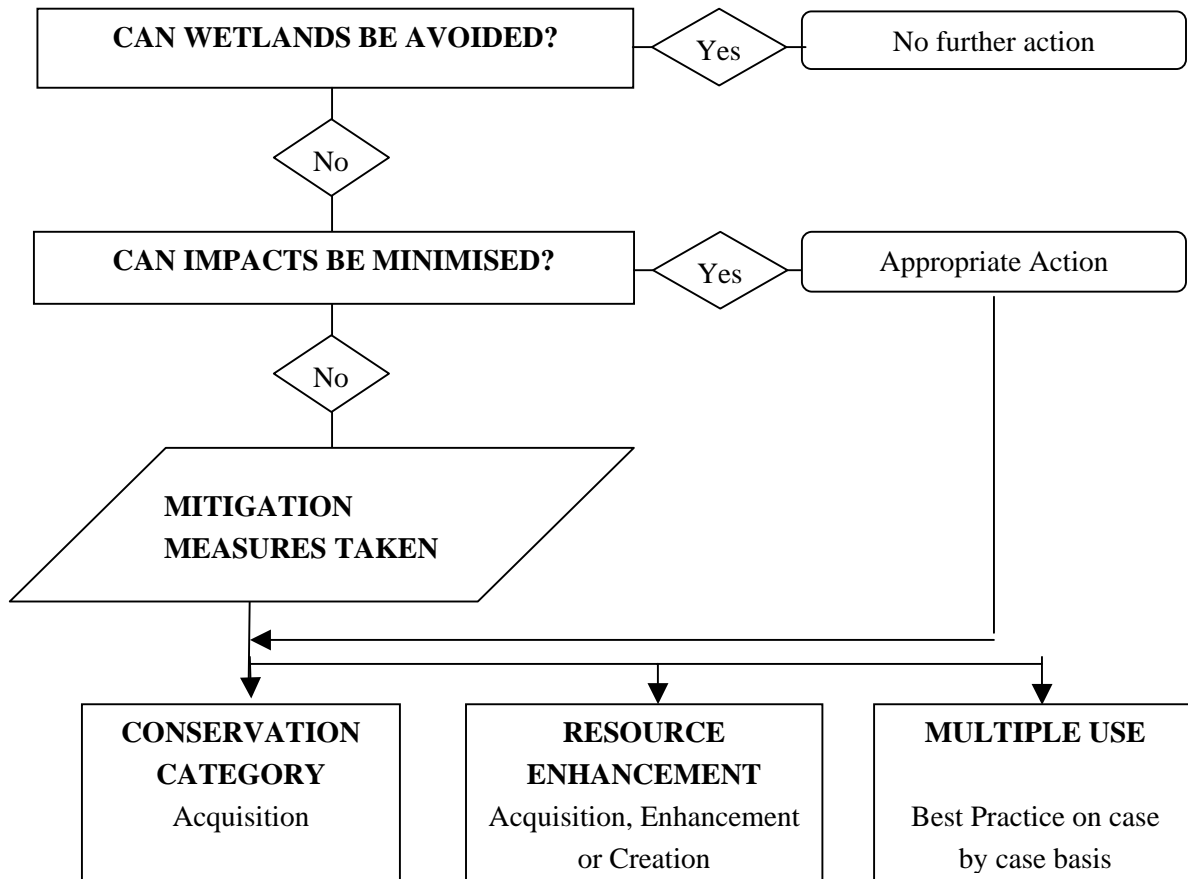 CAN WETLANDS BE AVOIDED?
Yes
No further action
No
CAN IMPACTS BE MINIMISED?
Yes
Appropriate Action
No
MITIGATION
MEASURES TAKEN
CONSERVATION
CATEGORY
Acquisition
RESOURCE
ENHANCEMENT
Acquisition, Enhancement
or Creation
MULTIPLE USE
Best Practice on case
by case basis